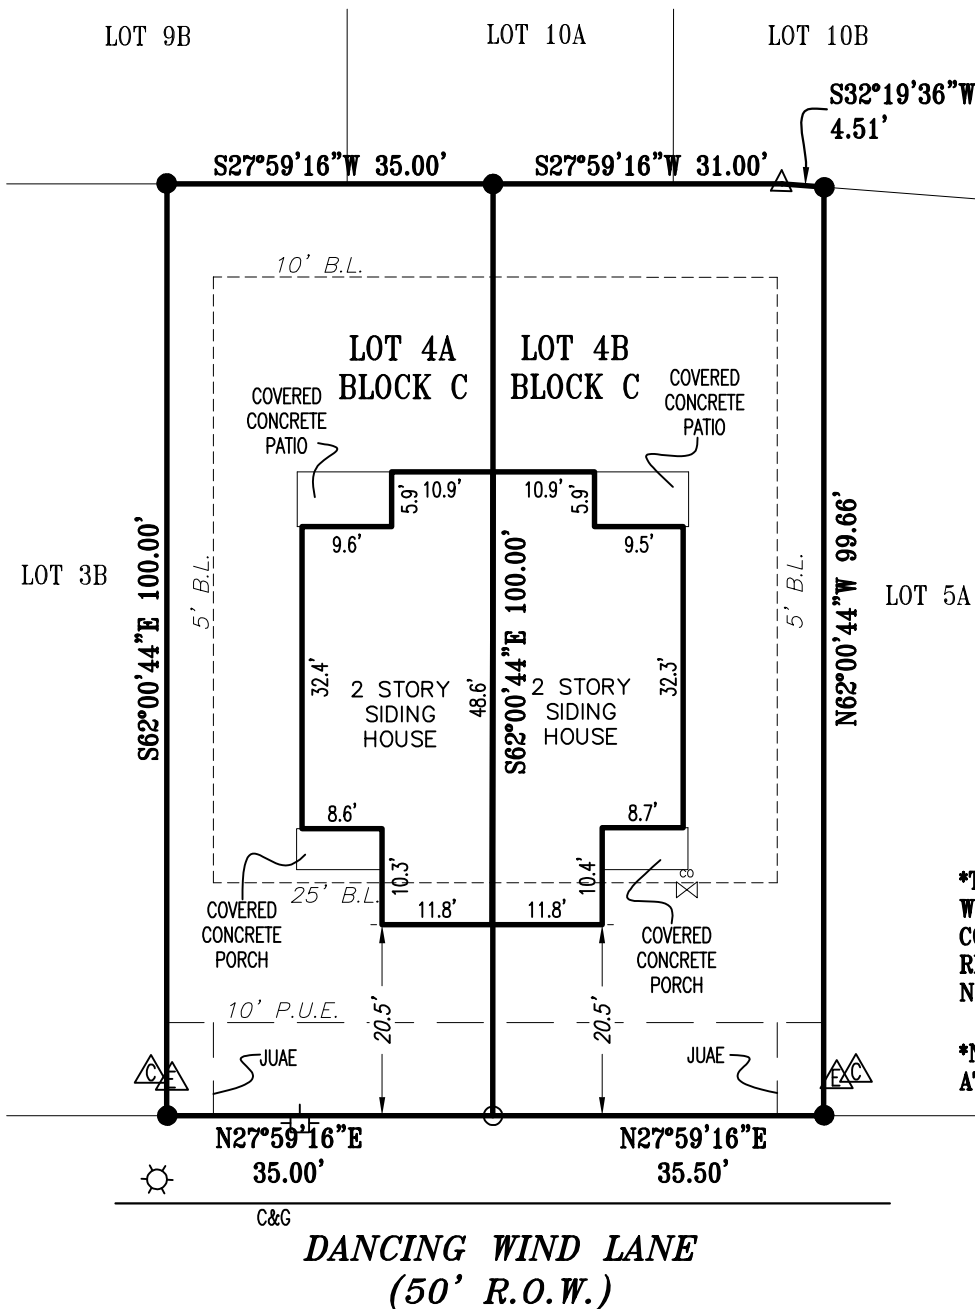 LOT 9B
LOT 10A
LOT 10B
S32°19'36"W
4.51'
S27°59'16"W 35.00'
S27°59'16"W 31.00'
10' B.L.
LOT 4A
BLOCK C
LOT 4B
BLOCK C
COVERED
CONCRETE
PATIO
COVERED
CONCRETE
PATIO
10.9'
5.9'
10.9'
5.9'
9.6'
9.5'
LOT 3B
S62°00'44"E 100.00'
5' B.L.
32.4'
2 STORY
SIDING
HOUSE
48.6'
S62°00'44"E 100.00'
2 STORY
SIDING
HOUSE
32.3'
5' B.L.
N62°00'44"W 99.66'
LOT 5A
8.6'
8.7'
10.3'
10.4'
CO
25' B.L.
11.8'
11.8'
COVERED
CONCRETE
PORCH
COVERED
CONCRETE
PORCH
10' P.U.E.
20.5'
20.5'
JUAE
JUAE
C
E
E
C
N27°59'16"E
35.00'
N27°59'16"E
35.50'
C&G
DANCING WIND LANE
(50' R.O.W.)